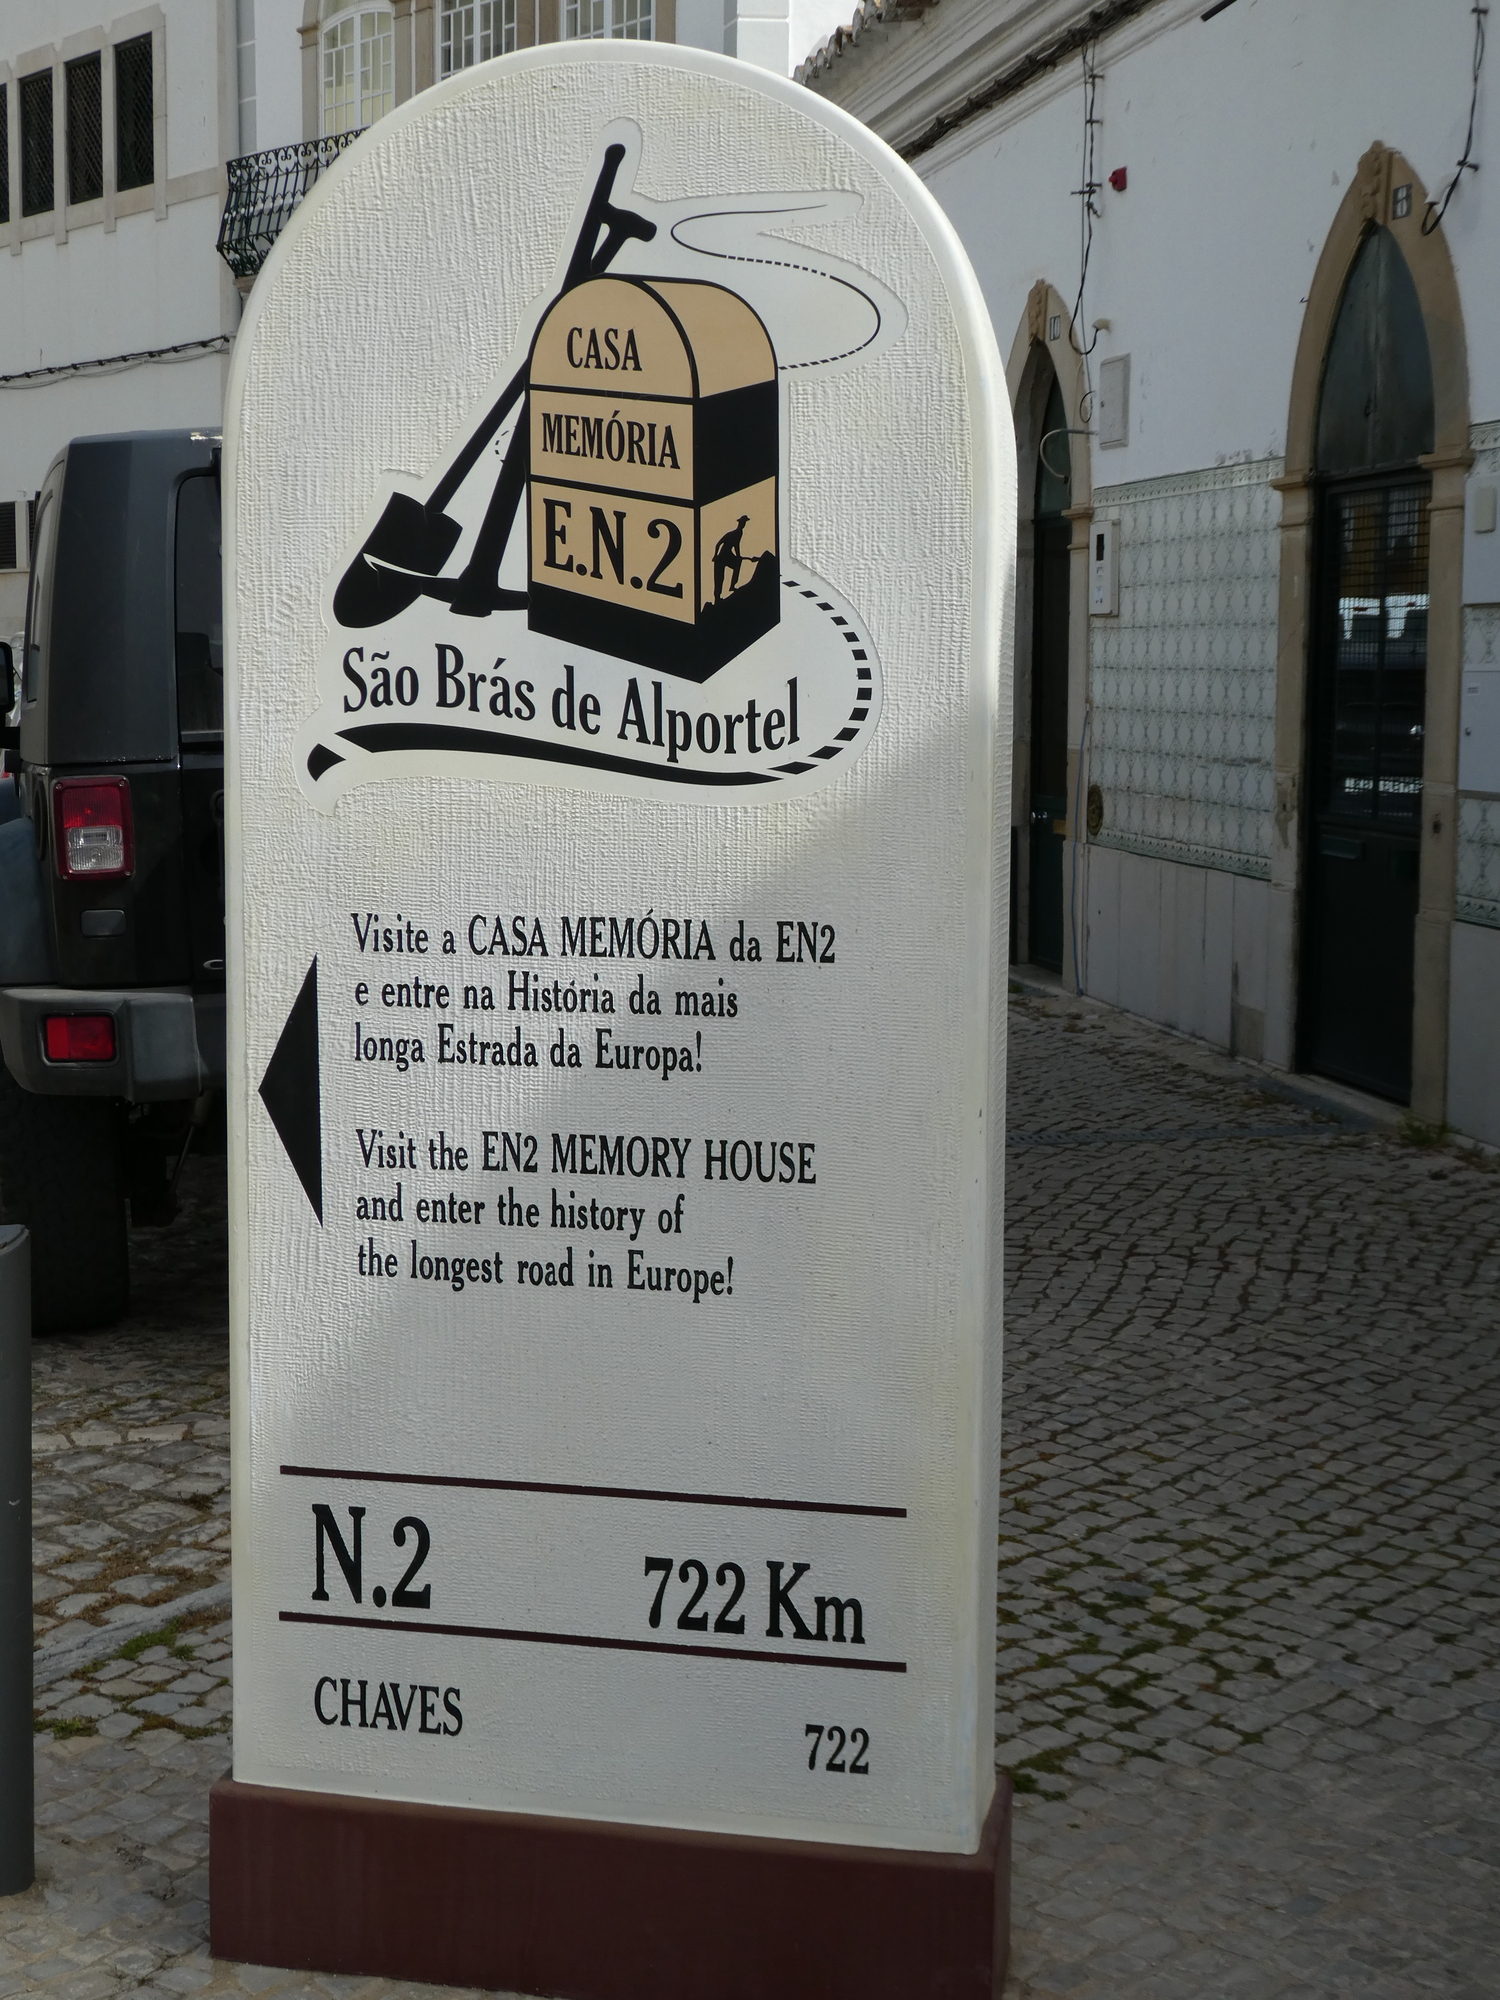 CASA
MEMÓRIA
E.N.2
São Brás de Alportel
Visite a CASA MEMÓRIA da EN2
e entre na História da mais
longa Estrada da Europa!
Visit the EN2 MEMORY HOUSE
and enter the history of
the longest road in Europe!
N.2 722 Km
CHAVES 722
10
8